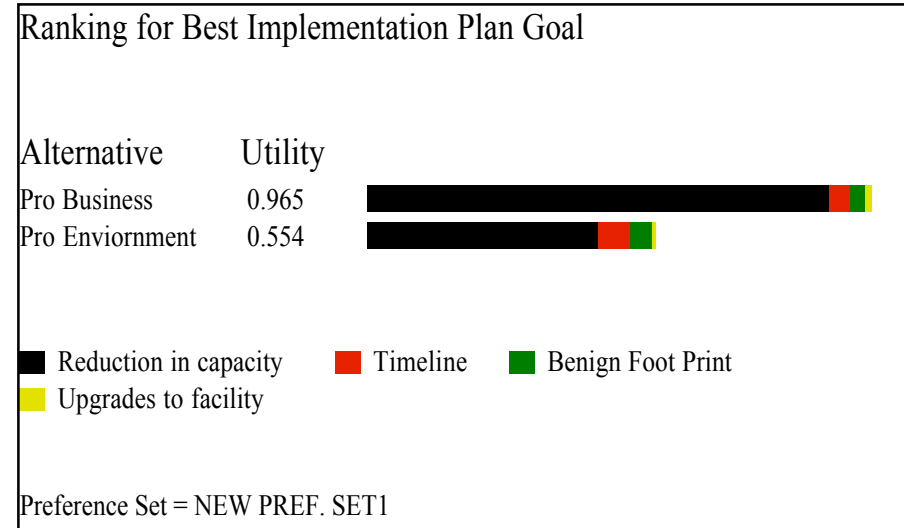 Ranking for Best Implementation Plan Goal
Alternative Utility
Pro Business 0.965
Pro Enviornment 0.554
Reduction in capacity Timeline Benign Foot Print
Upgrades to facility
Preference Set = NEW PREF. SET1